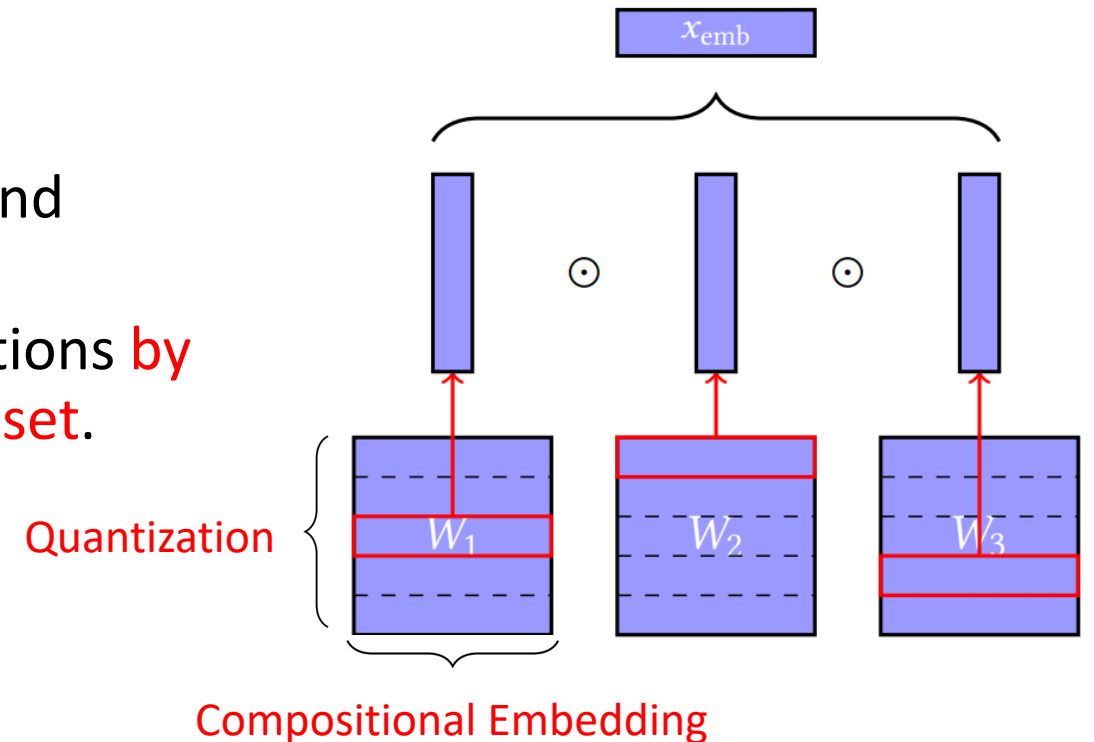 x_emb
nd
⊙ ⊙
tions by
set.
Quantization
W_1 W_2 W_3
Compositional Embedding